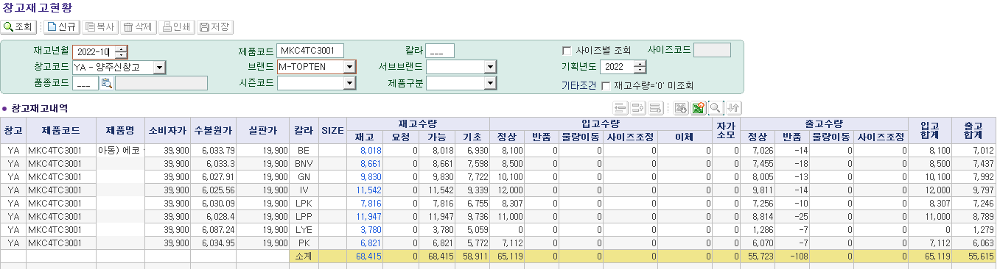 창고재고현황
조회 신규 복사 삭제 인쇄 저장
재고년월 2022-10 제품코드 MKC4TC3001 칼라 ___ 사이즈별 조회 사이즈코드
창고코드 YA - 양주신창고 브랜드 M-TOPTEN 서브브랜드 기획년도 2022
품종코드 ___ 시즌코드 제품구분 기타조건 재고수량='0' 미조회
창고재고내역
창고 제품코드 제품명 소비자가 수불원가 실판가 칼라 SIZE 재고수량 입고수량 자가소모 출고수량 입고합계 출고합계
재고 요청 가능 기초 정상 반품 물량이동 사이즈조정 이체 정상 반품 물량이동 사이즈조정
YA MKC4TC3001 아동) 에코 39,900 6,033.79 19,900 BE 8,018 0 8,018 6,930 8,100 0 0 0 0 0 7,026 -14 0 0 8,100 7,012
YA MKC4TC3001 39,900 6,033.3 19,900 BNV 8,661 0 8,661 7,598 8,500 0 0 0 0 0 7,455 -18 0 0 8,500 7,437
YA MKC4TC3001 39,900 6,027.91 19,900 GN 9,830 0 9,830 7,722 10,100 0 0 0 0 0 8,005 -13 0 0 10,100 7,992
YA MKC4TC3001 39,900 6,025.56 19,900 IV 11,542 0 11,542 9,339 12,000 0 0 0 0 0 9,811 -14 0 0 12,000 9,797
YA MKC4TC3001 39,900 6,030.09 19,900 LPK 7,816 0 7,816 6,755 8,307 0 0 0 0 0 7,256 -10 0 0 8,307 7,246
YA MKC4TC3001 39,900 6,028.4 19,900 LPP 11,947 0 11,947 9,736 11,000 0 0 0 0 0 8,814 -25 0 0 11,000 8,789
YA MKC4TC3001 39,900 6,087.24 19,900 LYE 3,780 0 3,780 5,059 0 0 0 0 0 0 1,286 -7 0 0 0 1,279
YA MKC4TC3001 39,900 6,034.95 19,900 PK 6,821 0 6,821 5,772 7,112 0 0 0 0 0 6,070 -7 0 0 7,112 6,063
소계 68,415 0 68,415 58,911 65,119 0 0 0 0 0 55,723 -108 0 0 65,119 55,615